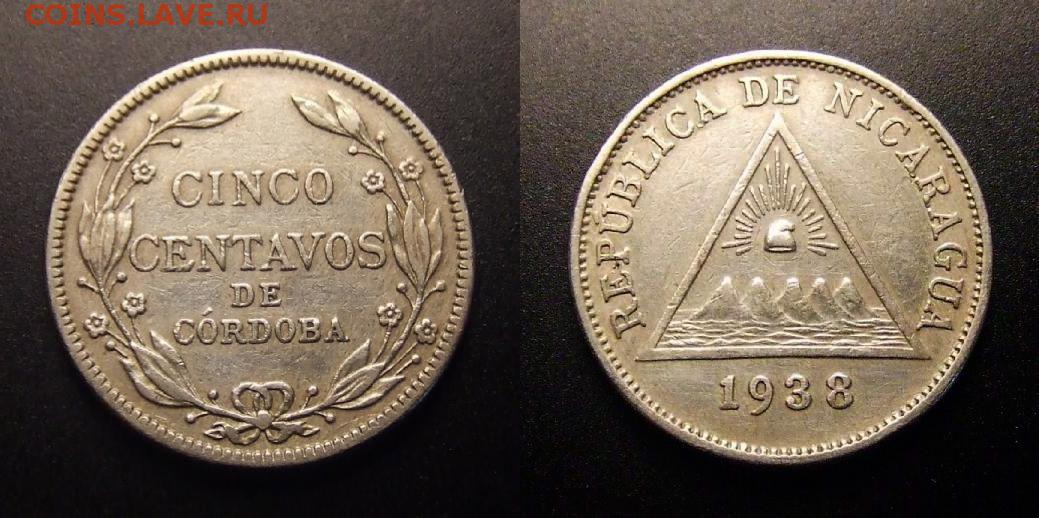 COINS.LAVE.RU
CINCO
CENTAVOS
DE
CÓRDOBA
REPÚBLICA DE NICARAGUA
1938